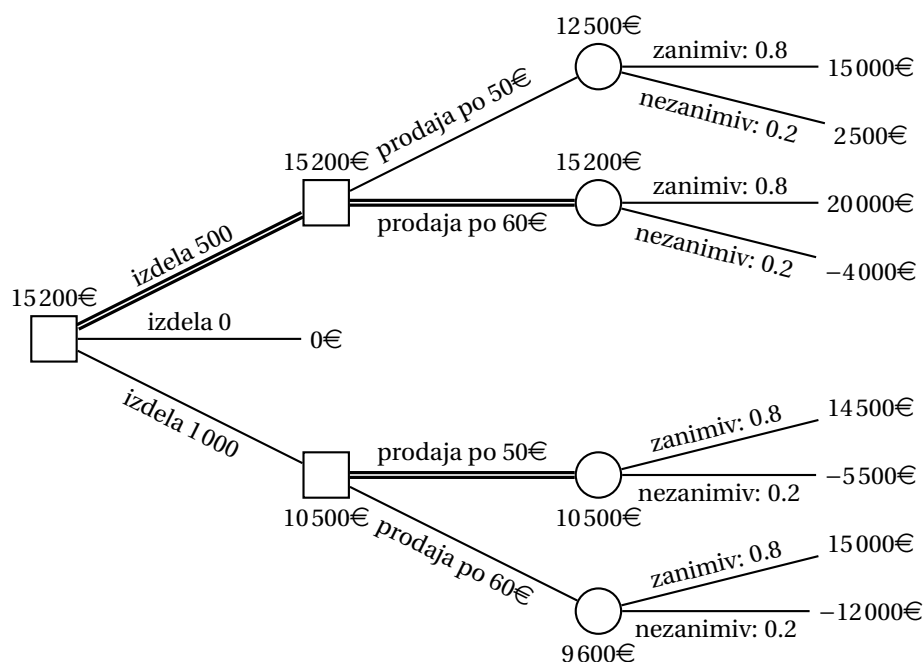 12 500€
zanimiv: 0.8
15 000€
prodaja po 50€
nezanimiv: 0.2
2 500€
15 200€
15 200€
zanimiv: 0.8
20 000€
prodaja po 60€
nezanimiv: 0.2
−4 000€
izdela 500
15 200€
izdela 0
0€
izdela 1 000
14 500€
zanimiv: 0.8
prodaja po 50€
−5 500€
nezanimiv: 0.2
10 500€
10 500€
prodaja po 60€
15 000€
zanimiv: 0.8
−12 000€
nezanimiv: 0.2
9 600€